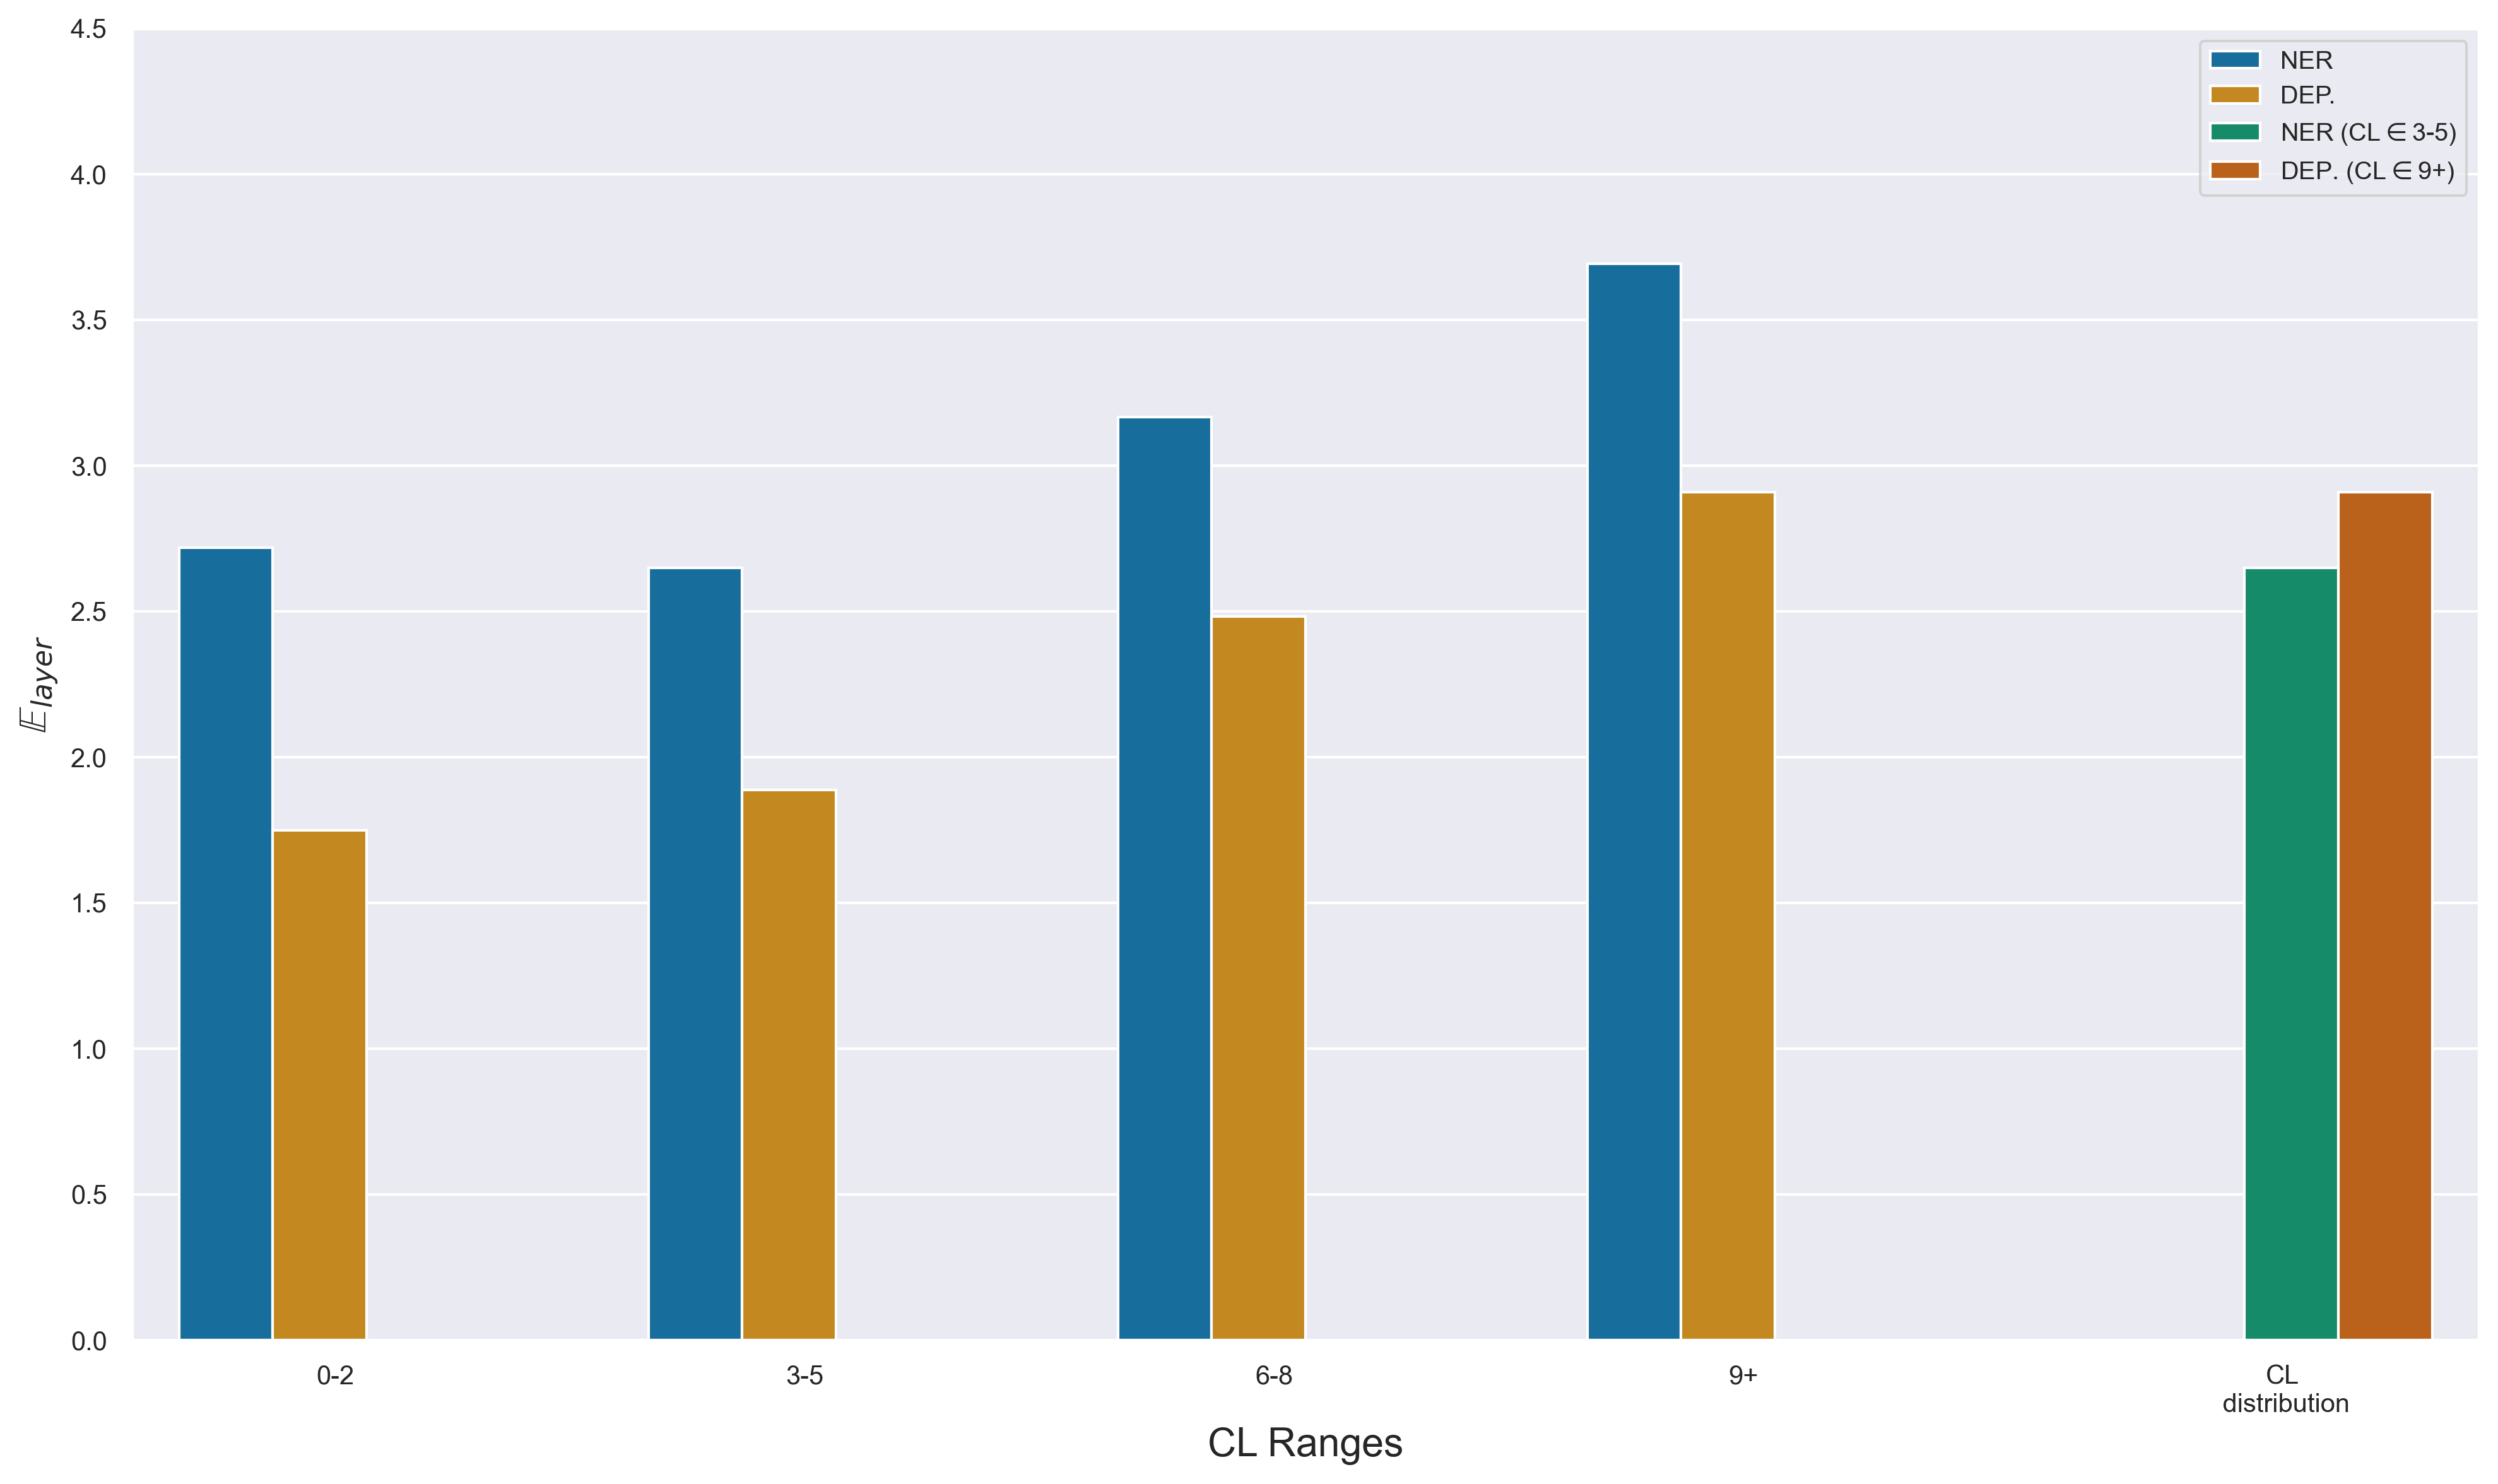 4.5
4.0
3.5
3.0
2.5
2.0
1.5
1.0
0.5
0.0
𝔼layer
NER
DEP.
NER (CL ∈ 3-5)
DEP. (CL ∈ 9+)
0-2
3-5
6-8
9+
CL
distribution
CL Ranges